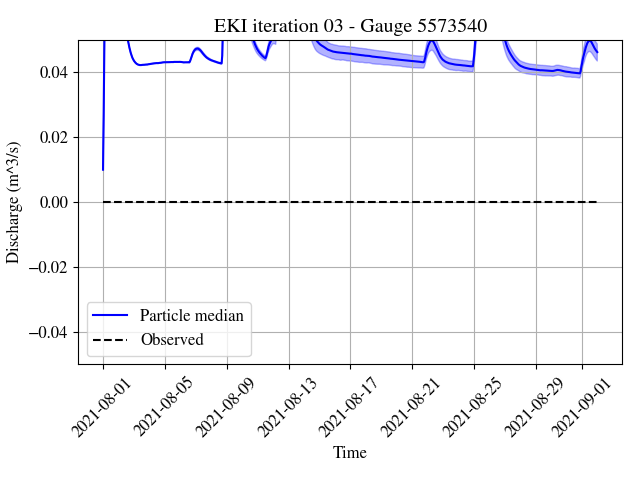 EKI iteration 03 - Gauge 5573540
Discharge (m^3/s)
0.04
0.02
0.00
−0.02
−0.04
Particle median
Observed
2021-08-01
2021-08-05
2021-08-09
2021-08-13
2021-08-17
2021-08-21
2021-08-25
2021-08-29
2021-09-01
Time